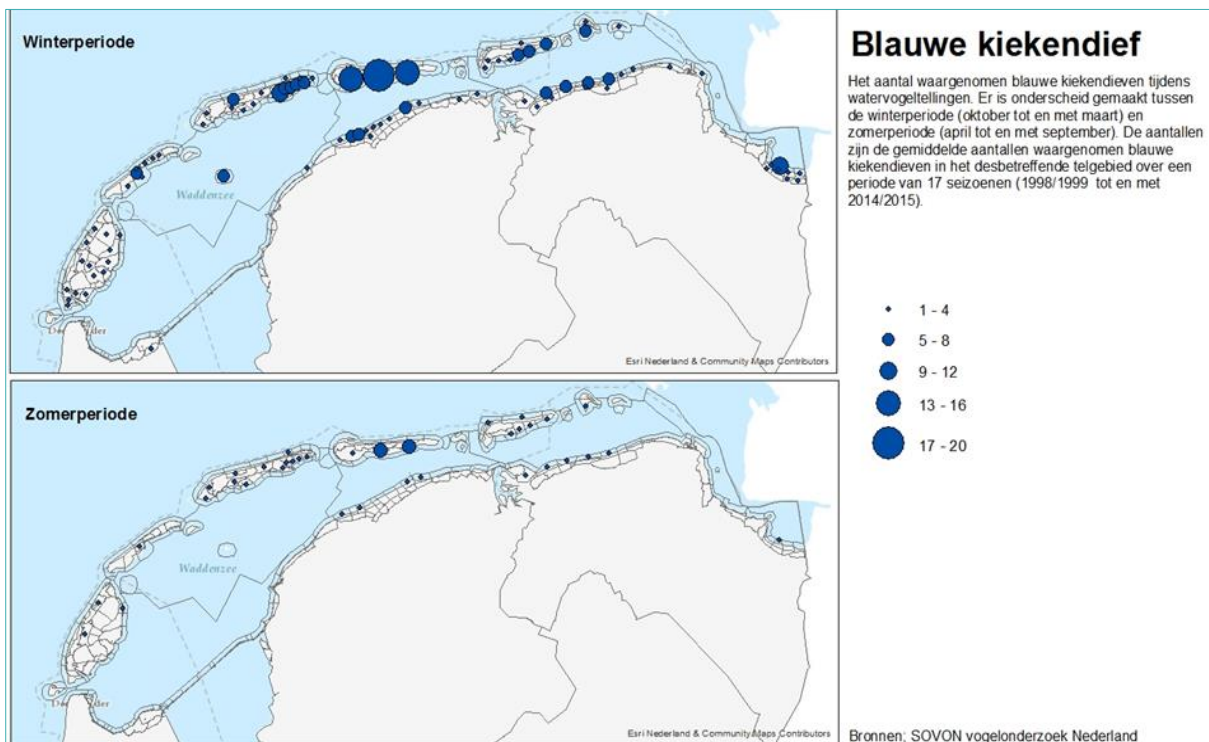 Winterperiode
Waddenzee
Esri Nederland & Community Maps Contributors
Zomerperiode
Waddenzee
Esri Nederland & Community Maps Contributors
Blauwe kiekendief
Het aantal waargenomen blauwe kiekendieven tijdens
watervogeltellingen. Er is onderscheid gemaakt tussen
de winterperiode (oktober tot en met maart) en
zomerperiode (april tot en met september). De aantallen
zijn de gemiddelde aantallen waargenomen blauwe
kiekendieven in het desbetreffende telgebied over een
periode van 17 seizoenen (1998/1999 tot en met
2014/2015).
1 - 4
5 - 8
9 - 12
13 - 16
17 - 20
Bronnen: SOVON vogelonderzoek Nederland